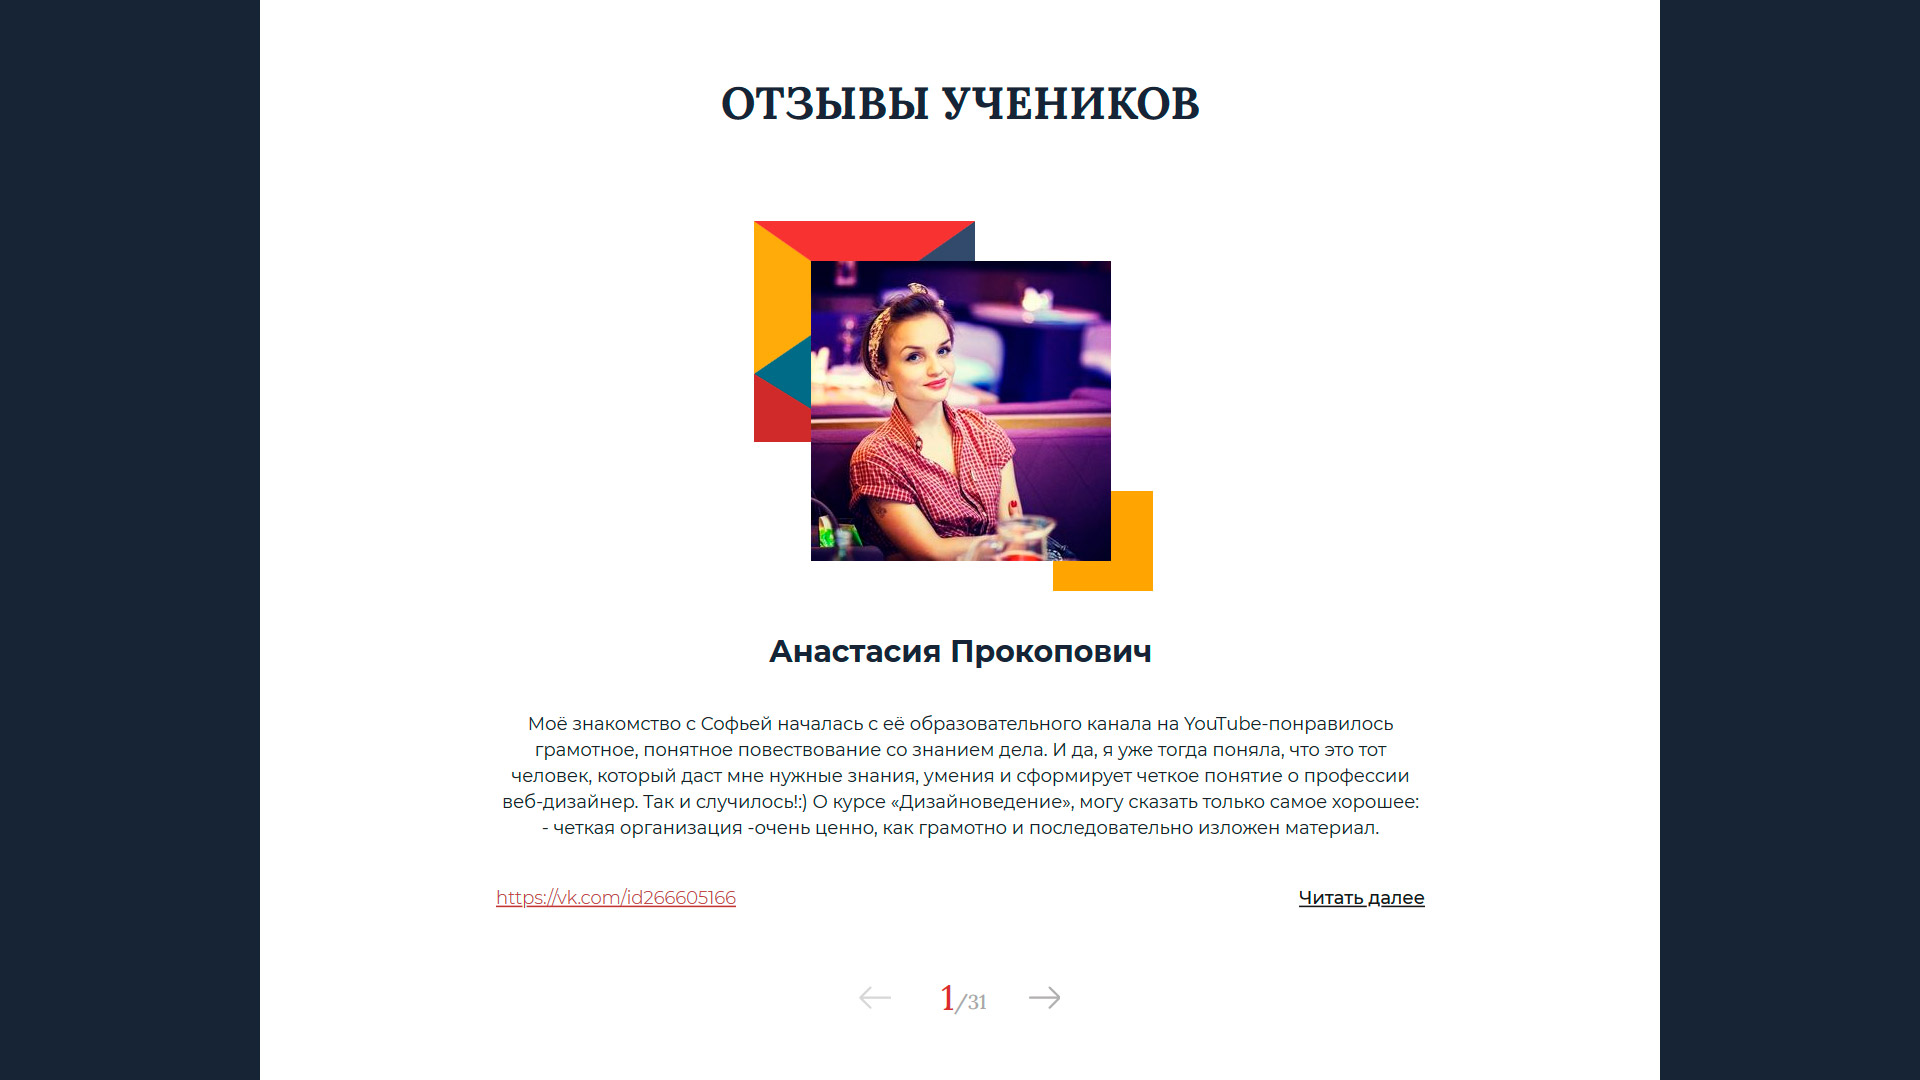 ОТЗЫВЫ УЧЕНИКОВ
Анастасия Прокопович
Моё знакомство с Софьей началась с её образовательного канала на YouTube-понравилось
грамотное, понятное повествование со знанием дела. И да, я уже тогда поняла, что это тот
человек, который даст мне нужные знания, умения и сформирует четкое понятие о профессии
веб-дизайнер. Так и случилось!:) О курсе «Дизайноведение», могу сказать только самое хорошее:
- четкая организация -очень ценно, как грамотно и последовательно изложен материал.
https://vk.com/id266605166
Читать далее
1/31